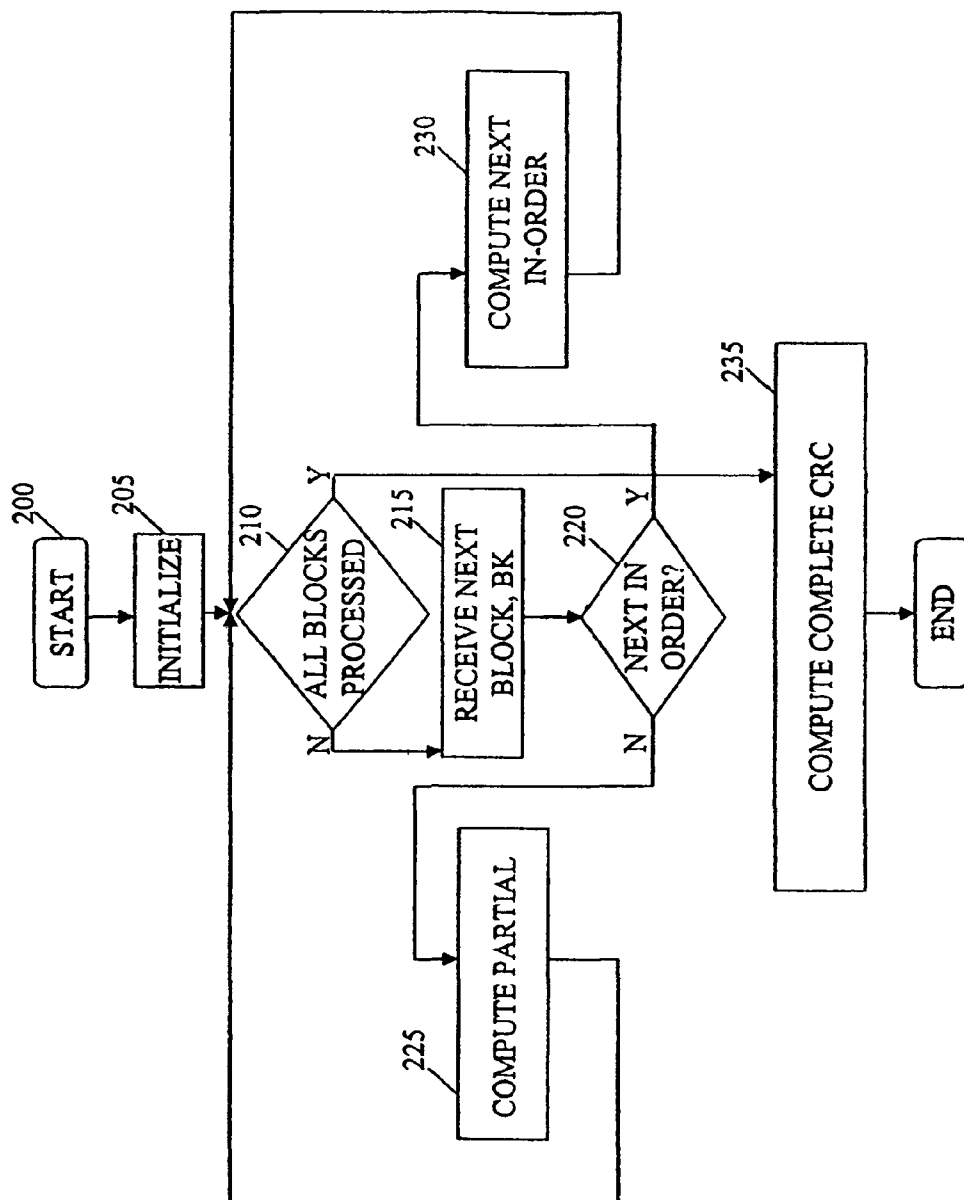 200
START
205
INITIALIZE
210
ALL BLOCKS
PROCESSED
N
Y
215
RECEIVE NEXT
BLOCK, BK
220
NEXT IN
ORDER?
N
Y
225
COMPUTE PARTIAL
230
COMPUTE NEXT
IN-ORDER
235
COMPUTE COMPLETE CRC
END